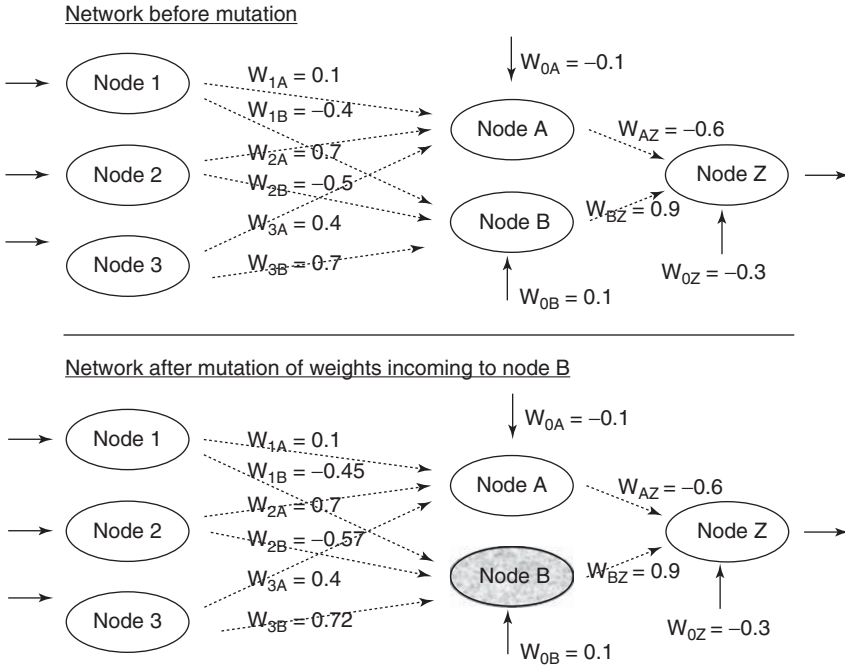 Network before mutation
W0A = –0.1
Node 1
W1A = 0.1
W1B = –0.4
Node A
WAZ = –0.6
W2A = 0.7
Node 2
W2B = –0.5
Node Z
W3A = 0.4
Node B
WBZ = 0.9
Node 3
W3B = 0.7
W0Z = –0.3
W0B = 0.1
Network after mutation of weights incoming to node B
W0A = –0.1
Node 1
W1A = 0.1
W1B = –0.45
Node A
WAZ = –0.6
W2A = 0.7
Node 2
W2B = –0.57
Node Z
W3A = 0.4
Node B
WBZ = 0.9
Node 3
W3B = 0.72
W0Z = –0.3
W0B = 0.1